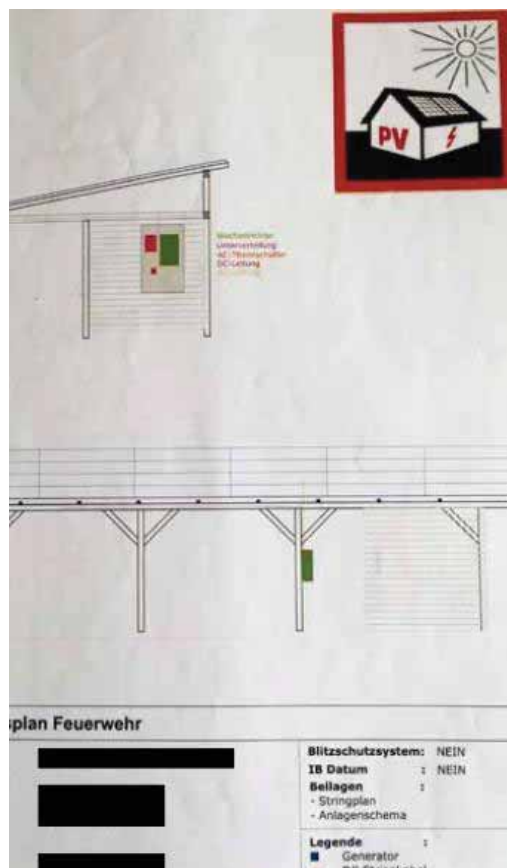 PV
Wechselrichter
Unterverteilung
AC-Trennschalter
DC-Leitung
splan Feuerwehr
Blitzschutzsystem: NEIN
IB Datum : NEIN
Beilagen :
- Stringplan
- Anlagenschema
Legende :
Generator